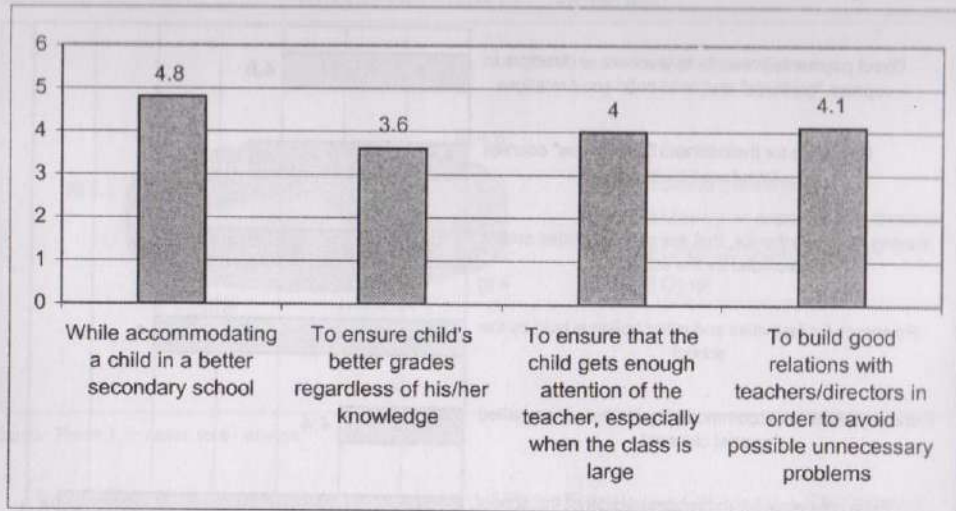 6
5
4
3
2
1
0
4.8
3.6
4
4.1
While accommodating
a child in a better
secondary school
To ensure child's
better grades
regardless of his/her
knowledge
To ensure that the
child gets enough
attention of the
teacher, especially
when the class is
large
To build good
relations with
teachers/directors in
order to avoid
possible unnecessary
problems